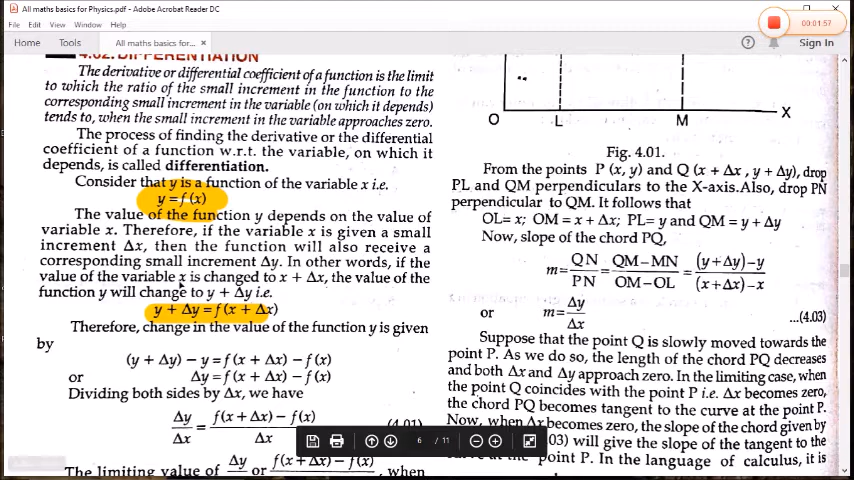 All maths basics for Physics.pdf - Adobe Acrobat Reader DC
File Edit View Window Help
00:01:57
Home Tools All maths basics for... ×
Sign In
4.02. DIFFERENTIATION
The derivative or differential coefficient of a function is the limit
to which the ratio of the small increment in the function to the
corresponding small increment in the variable (on which it depends)
tends to, when the small increment in the variable approaches zero.
The process of finding the derivative or the differential
coefficient of a function w.r.t. the variable, on which it
depends, is called differentiation.
Consider that y is a function of the variable x i.e.
y = f (x)
The value of the function y depends on the value of
variable x. Therefore, if the variable x is given a small
increment Δx, then the function will also receive a
corresponding small increment Δy. In other words, if the
value of the variable x is changed to x + Δx, the value of the
function y will change to y + Δy i.e.
y + Δy = f (x + Δx)
Therefore, change in the value of the function y is given
by
(y + Δy) − y = f (x + Δx) − f (x)
or Δy = f (x + Δx) − f (x)
Dividing both sides by Δx, we have
Δy/Δx = f(x + Δx) − f (x)/Δx (4.01)
The limiting value of Δy or f(x + Δx) − f(x) , when
O L M X
Fig. 4.01.
From the points P (x, y) and Q (x + Δx, y + Δy), drop
PL and QM perpendiculars to the X-axis. Also, drop PN
perpendicular to QM. It follows that
OL = x; OM = x + Δx; PL = y and QM = y + Δy
Now, slope of the chord PQ,
m = QN/PN = QM − MN/OM − OL = (y + Δy) − y/(x + Δx) − x
or m = Δy/Δx ...(4.03)
Suppose that the point Q is slowly moved towards the
point P. As we do so, the length of the chord PQ decreases
and both Δx and Δy approach zero. In the limiting case, when
the point Q coincides with the point P i.e. Δx becomes zero,
the chord PQ becomes tangent to the curve at the point P.
Now, when Δx becomes zero, the slope of the chord given by
03) will give the slope of the tangent to the
curve at the point P. In the language of calculus, it is
6 / 11